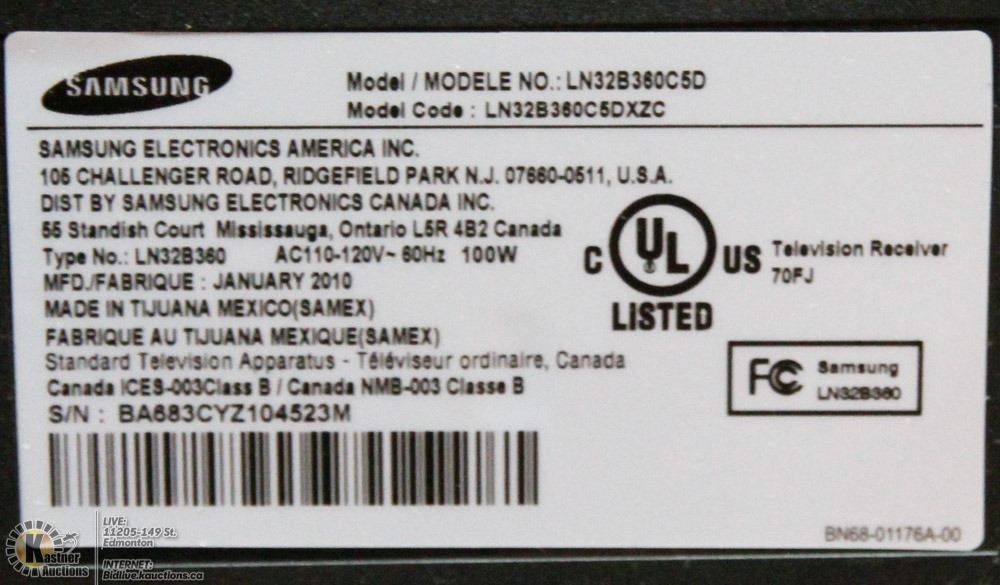 SAMSUNG
Model / MODELE NO.: LN32B360C5D
Model Code : LN32B360C5DXZC
SAMSUNG ELECTRONICS AMERICA INC.
105 CHALLENGER ROAD, RIDGEFIELD PARK N.J. 07660-0511, U.S.A.
DIST BY SAMSUNG ELECTRONICS CANADA INC.
55 Standish Court Mississauga, Ontario L5R 4B2 Canada
Type No.: LN32B360 AC110-120V~ 60Hz 100W
MFD./FABRIQUE : JANUARY 2010
MADE IN TIJUANA MEXICO(SAMEX)
FABRIQUE AU TIJUANA MEXIQUE(SAMEX)
Standard Television Apparatus - Téléviseur ordinaire, Canada
Canada ICES-003Class B / Canada NMB-003 Classe B
S/N : BA683CYZ104523M
C UL US
LISTED
Television Receiver
70FJ
FC Samsung
LN32B360
BN68-01176A-00
Kastner
Auctions
LIVE:
11205-149 St.
Edmonton
INTERNET:
Bidlive.kauctions.ca